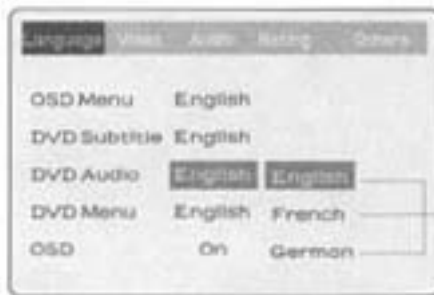 Language Video Audio Rating Others
OSD Menu English
DVD Subtitle English
DVD Audio English English
DVD Menu English French
OSD On German